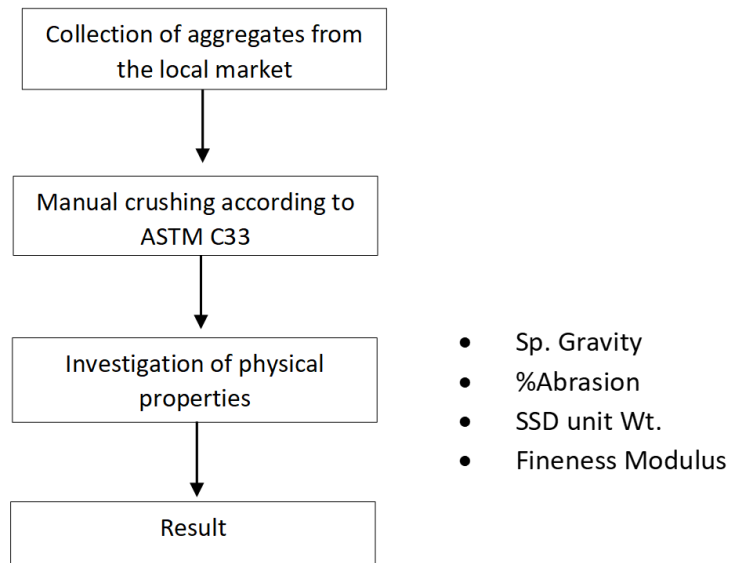 Collection of aggregates from
the local market
Manual crushing according to
ASTM C33
Investigation of physical
properties
• Sp. Gravity
• %Abrasion
• SSD unit Wt.
• Fineness Modulus
Result